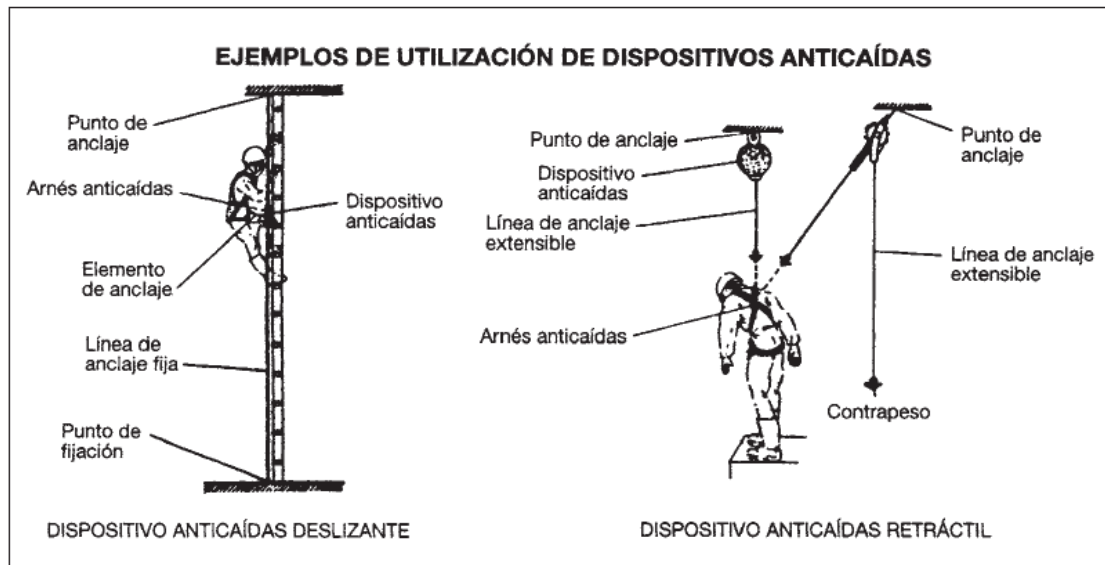 EJEMPLOS DE UTILIZACIÓN DE DISPOSITIVOS ANTICAÍDAS
Punto de
anclaje
Arnés anticaídas
Dispositivo
anticaídas
Elemento
de anclaje
Línea de
anclaje fija
Punto de
fijación
DISPOSITIVO ANTICAÍDAS DESLIZANTE
Punto de anclaje
Dispositivo
anticaídas
Línea de anclaje
extensible
Arnés anticaídas
Punto de
anclaje
Línea de anclaje
extensible
Contrapeso
DISPOSITIVO ANTICAÍDAS RETRÁCTIL